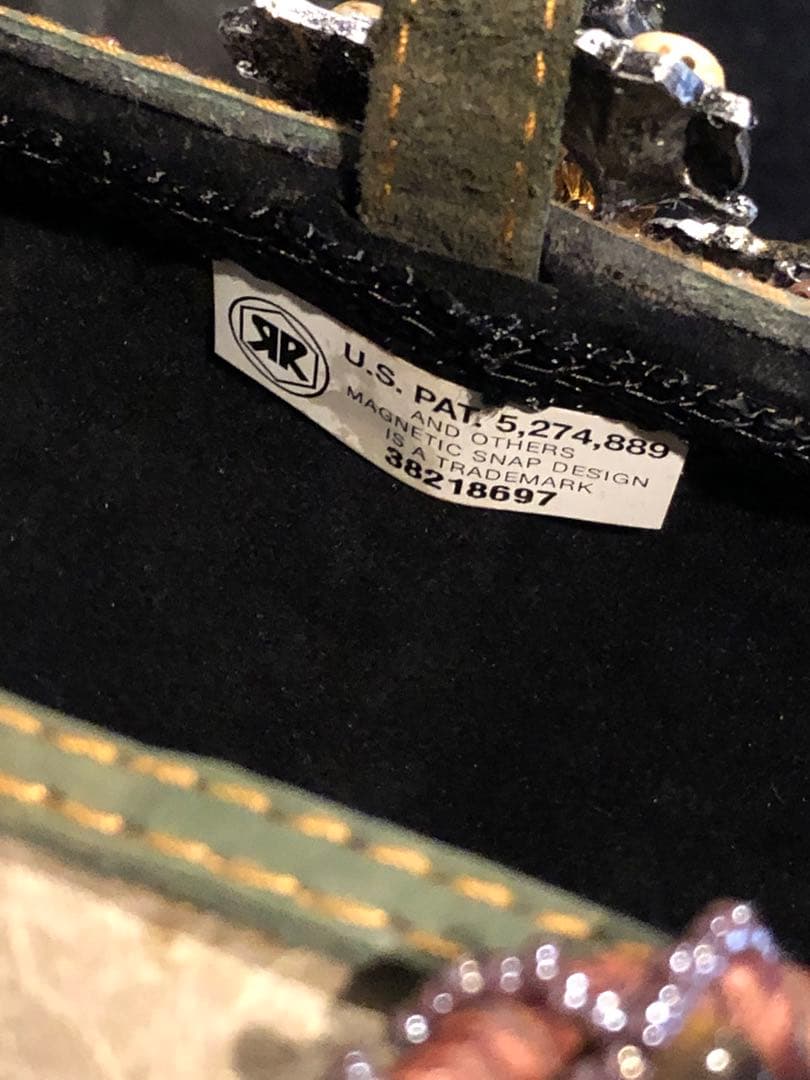 RR
U.S. PAT. 5,274,889
AND OTHERS
MAGNETIC SNAP DESIGN
IS A TRADEMARK
38218697